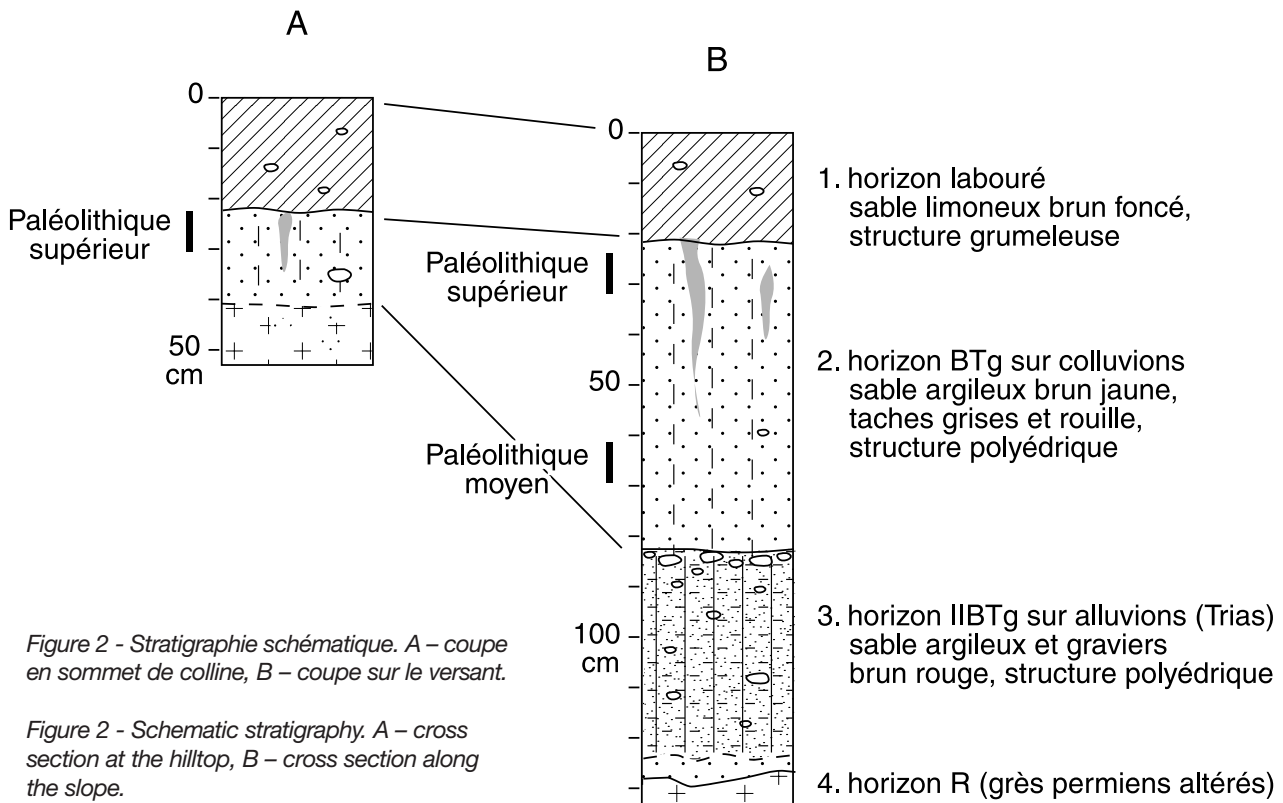 A
B
0
50
cm
Paléolithique
supérieur
0
50
100
cm
Paléolithique
supérieur
Paléolithique
moyen
1. horizon labouré
sable limoneux brun foncé,
structure grumeleuse
2. horizon BTg sur colluvions
sable argileux brun jaune,
taches grises et rouille,
structure polyédrique
3. horizon IIBTg sur alluvions (Trias)
sable argileux et graviers
brun rouge, structure polyédrique
4. horizon R (grès permiens altérés)
Figure 2 - Stratigraphie schématique. A – coupe
en sommet de colline, B – coupe sur le versant.
Figure 2 - Schematic stratigraphy. A – cross
section at the hilltop, B – cross section along
the slope.